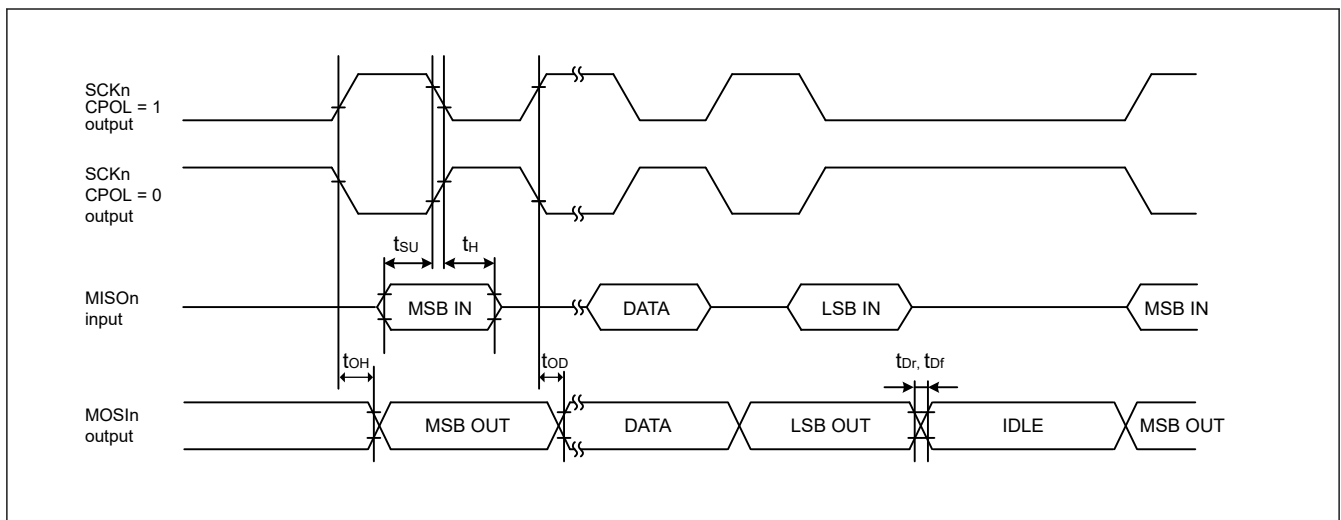 SCKn
CPOL = 1
output
SCKn
CPOL = 0
output
tSU
tH
MISOn
input
MSB IN
DATA
LSB IN
MSB IN
tOH
tOD
tDr, tDf
MOSIn
output
MSB OUT
DATA
LSB OUT
IDLE
MSB OUT